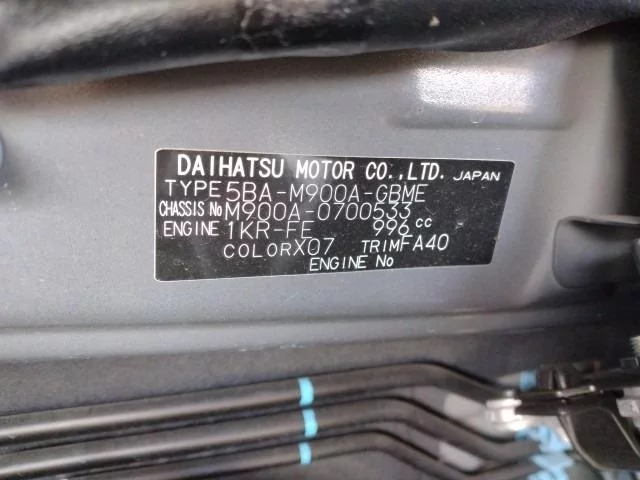 DAIHATSU MOTOR CO.,LTD. JAPAN
TYPE 5BA-M900A-GBME
CHASSIS No M900A-0700533
ENGINE 1KR-FE 996 cc
COLOR X07 TRIM FA40
ENGINE No